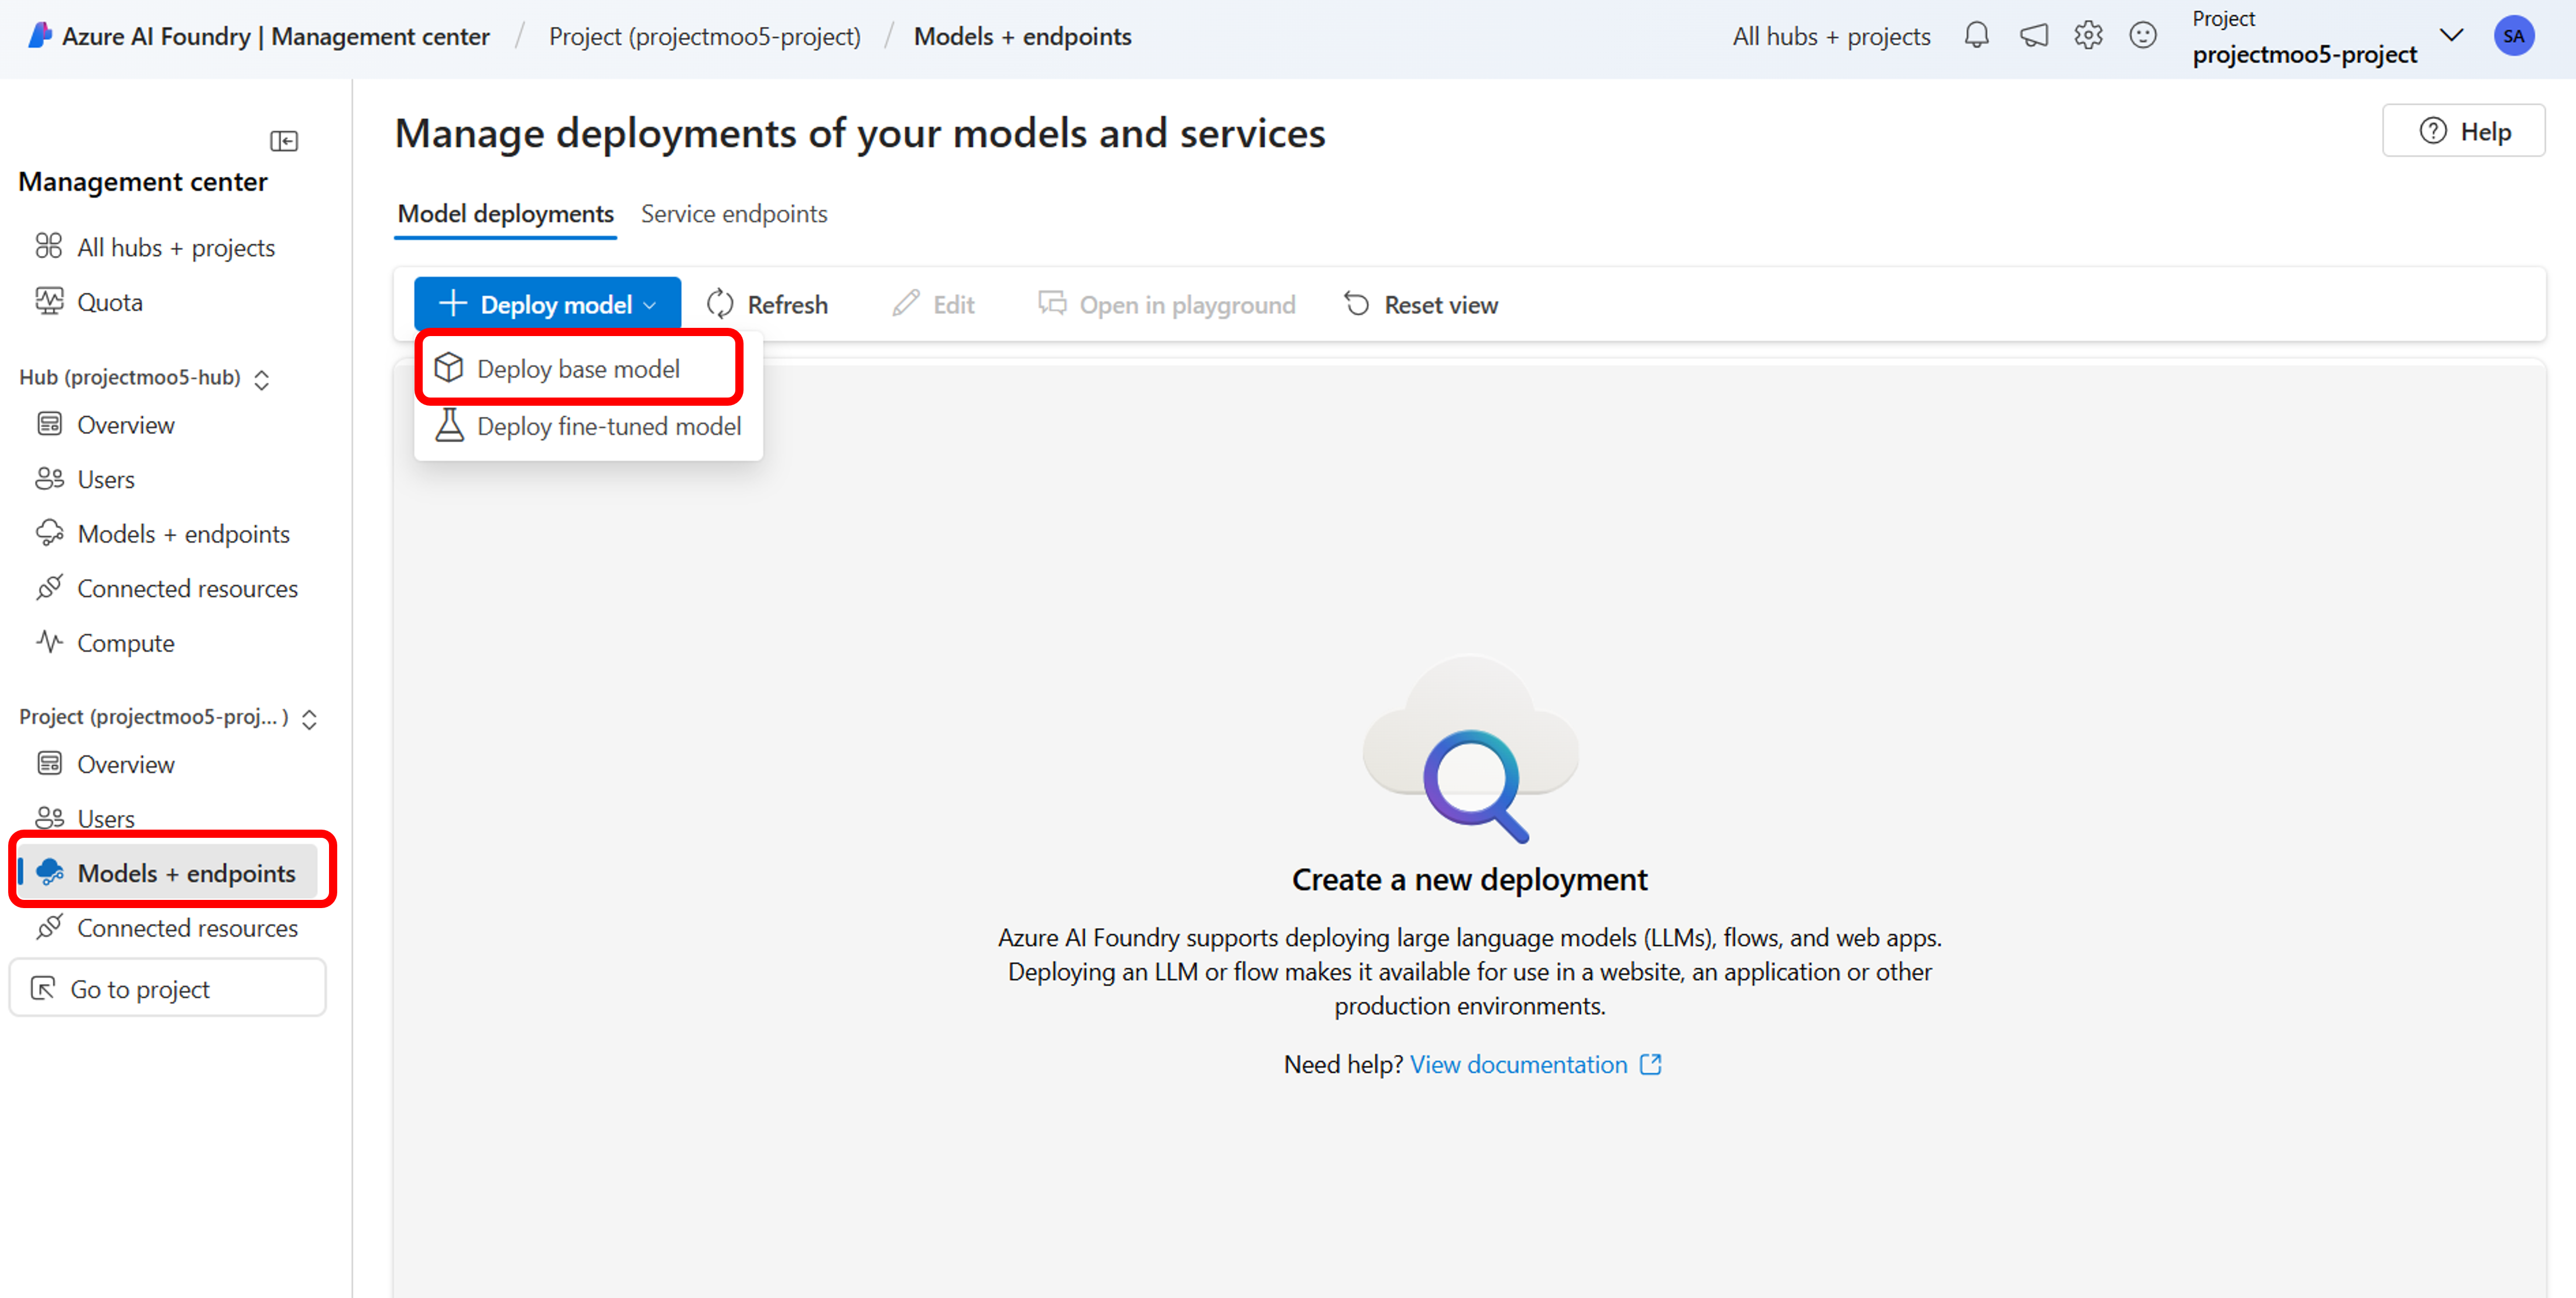 Azure AI Foundry | Management center / Project (projectmoo5-project) / Models + endpoints
All hubs + projects
Project
projectmoo5-project
SA
Management center
All hubs + projects
Quota
Hub (projectmoo5-hub)
Overview
Users
Models + endpoints
Connected resources
Compute
Project (projectmoo5-proj... )
Overview
Users
Models + endpoints
Connected resources
Go to project
Manage deployments of your models and services
Help
Model deployments
Service endpoints
Deploy model
Refresh
Edit
Open in playground
Reset view
Deploy base model
Deploy fine-tuned model
Create a new deployment
Azure AI Foundry supports deploying large language models (LLMs), flows, and web apps.
Deploying an LLM or flow makes it available for use in a website, an application or other
production environments.
Need help? View documentation